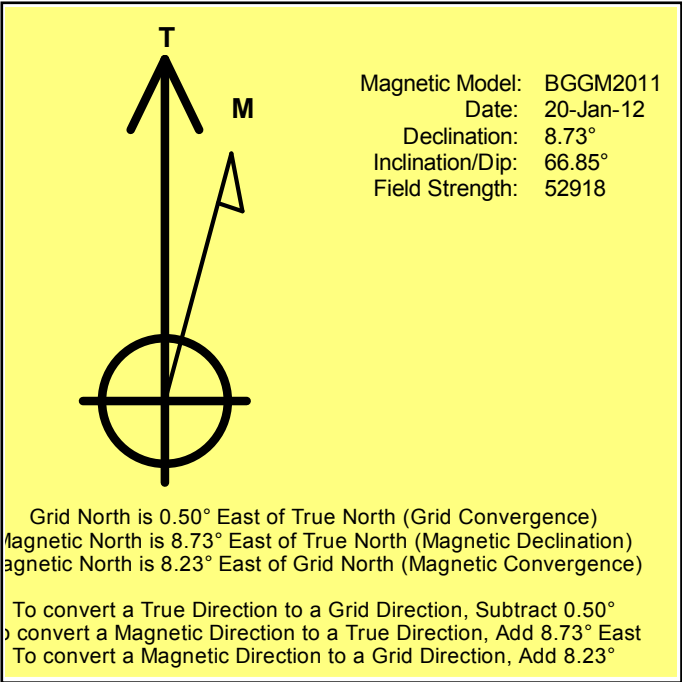 T
M
Magnetic Model: BGGM2011
Date: 20-Jan-12
Declination: 8.73°
Inclination/Dip: 66.85°
Field Strength: 52918
Grid North is 0.50° East of True North (Grid Convergence)
agnetic North is 8.73° East of True North (Magnetic Declination)
agnetic North is 8.23° East of Grid North (Magnetic Convergence)
To convert a True Direction to a Grid Direction, Subtract 0.50°
o convert a Magnetic Direction to a True Direction, Add 8.73° East
To convert a Magnetic Direction to a Grid Direction, Add 8.23°